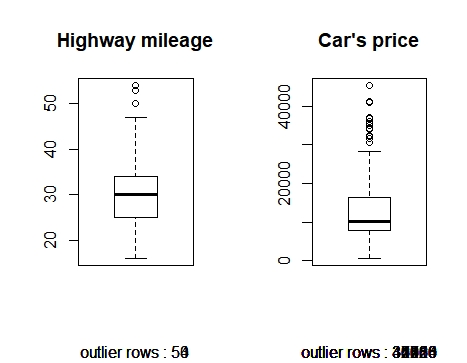 Highway mileage
Car's price
50
40
30
20
40000
20000
0
outlier rows :
outlier rows :